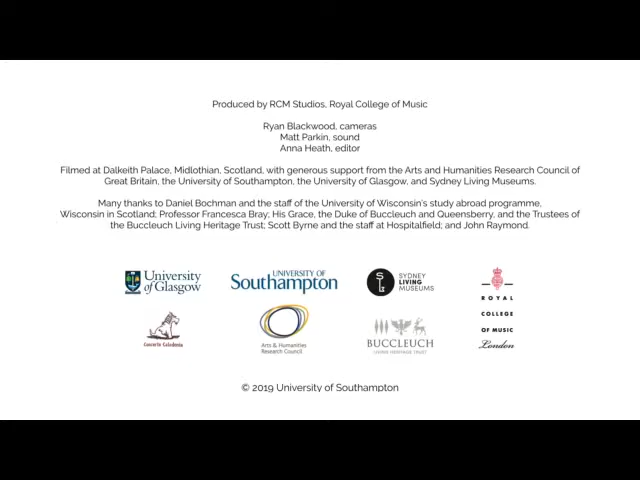 Produced by RCM Studios, Royal College of Music
Ryan Blackwood, cameras
Matt Parkin, sound
Anna Heath, editor
Filmed at Dalkeith Palace, Midlothian, Scotland, with generous support from the Arts and Humanities Research Council of
Great Britain, the University of Southampton, the University of Glasgow, and Sydney Living Museums.
Many thanks to Daniel Bochman and the staff of the University of Wisconsin's study abroad programme,
Wisconsin in Scotland; Professor Francesca Bray; His Grace, the Duke of Buccleuch and Queensberry, and the Trustees of
the Buccleuch Living Heritage Trust; Scott Byrne and the staff at Hospitalfield; and John Raymond.
University
of Glasgow
UNIVERSITY OF
Southampton
SLM
SYDNEY
LIVING
MUSEUMS
ROYAL
COLLEGE
OF MUSIC
London
Concerto Caledonia
Arts & Humanities
Research Council
BUCCLEUCH
LIVING HERITAGE TRUST
© 2019 University of Southampton